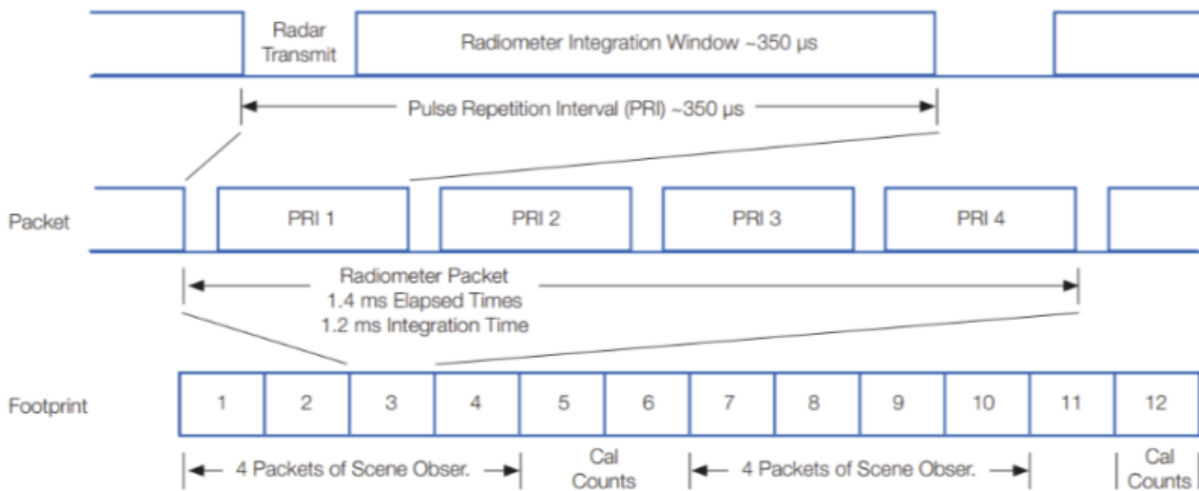 Radar
Transmit
Radiometer Integration Window ~350 µs
Pulse Repetition Interval (PRI) ~350 µs
Packet
PRI 1
PRI 2
PRI 3
PRI 4
Radiometer Packet
1.4 ms Elapsed Times
1.2 ms Integration Time
Footprint
1 2 3 4 5 6 7 8 9 10 11 12
4 Packets of Scene Obser.
Cal
Counts
4 Packets of Scene Obser.
Cal
Counts